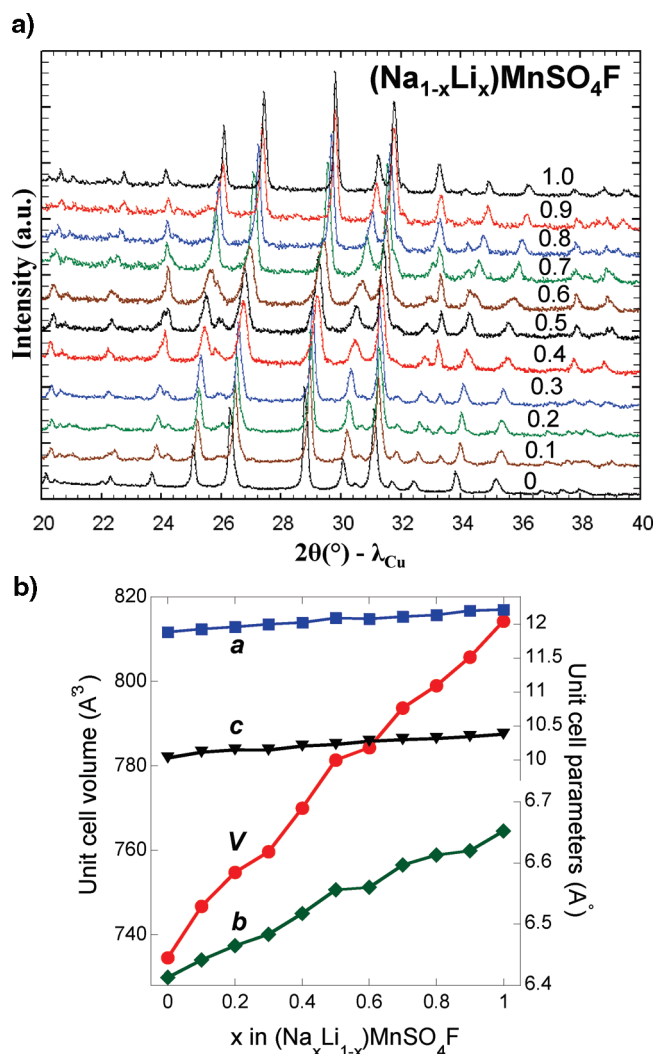 a)
(Na1-xLix)MnSO4F
1.0
0.9
0.8
0.7
0.6
0.5
0.4
0.3
0.2
0.1
0
Intensity (a.u.)
20 22 24 26 28 30 32 34 36 38 40
2θ(°) - λCu
b)
820
800
780
760
740
Unit cell volume (A°3)
a
c
V
b
12
11.5
11
10.5
10
6.7
6.6
6.5
6.4
Unit cell parameters (A°)
0 0.2 0.4 0.6 0.8 1
x in (NaxLi1-x)MnSO4F